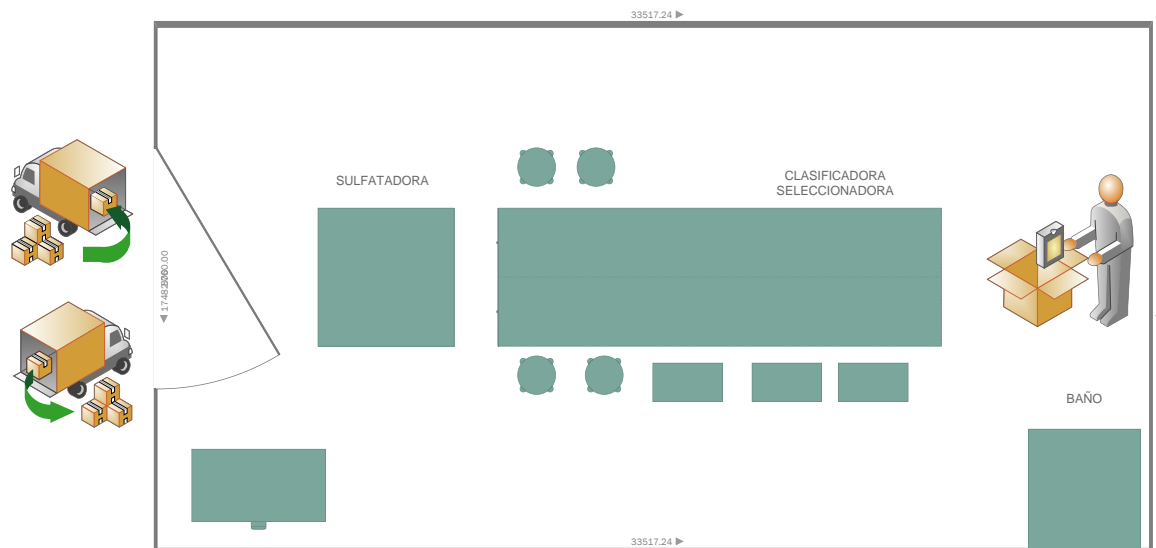 33517.24
SULFATADORA
CLASIFICADORA
SELECCIONADORA
BAÑO
33517.24